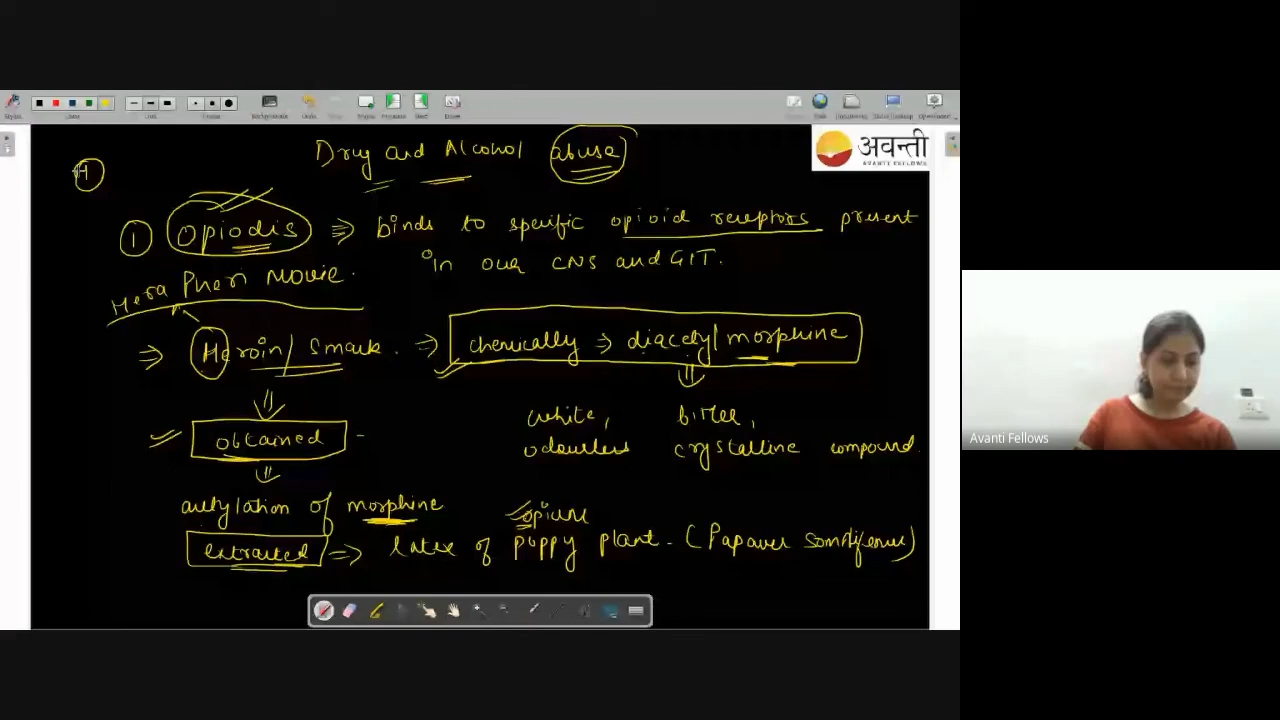 Drug and Alcohol abuse
अवन्ती
AVANTI FELLOWS
H
1 Opiodis ⇒ binds to specific opioid receptors present
in our CNS and GIT.
Hera Pheri Movie.
⇒ Heroin/ Smack. ⇒ chemically ⇒ diacetyl morphine
white, bitter,
obtained
odourless crystalline compound.
acetylation of morphine
opium
extracted ⇒ latex of poppy plant. (Papaver somniferum)
Avanti Fellows